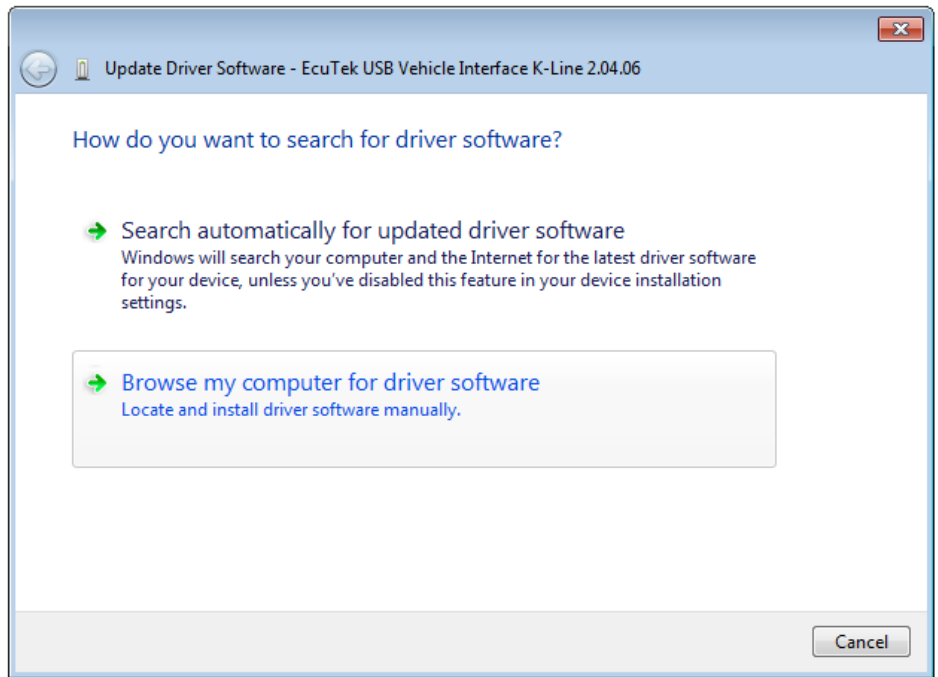 Update Driver Software - EcuTek USB Vehicle Interface K-Line 2.04.06
How do you want to search for driver software?
Search automatically for updated driver software
Windows will search your computer and the Internet for the latest driver software
for your device, unless you've disabled this feature in your device installation
settings.
Browse my computer for driver software
Locate and install driver software manually.
Cancel